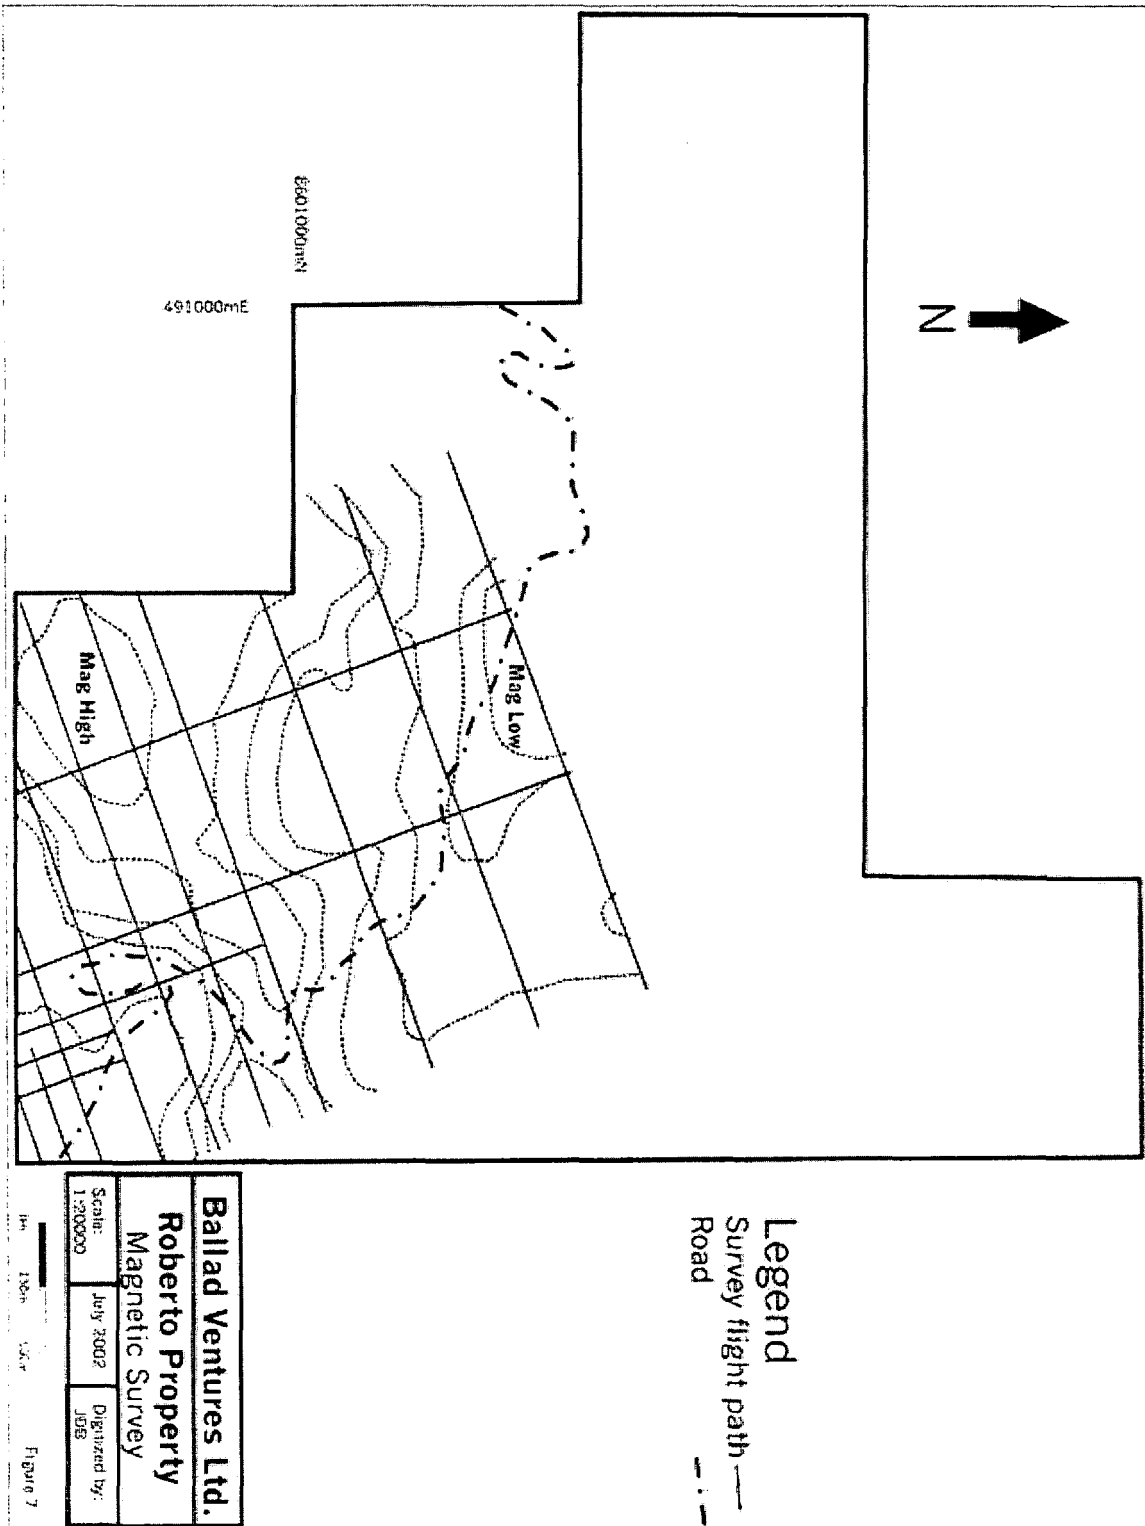 N
8601000mN
491000mE
Mag Low
Mag High
Legend
Survey flight path
Road
Ballad Ventures Ltd.
Roberto Property
Magnetic Survey
Scale:
1:20000
July 2002
Digitized by:
JDB
Figure 7